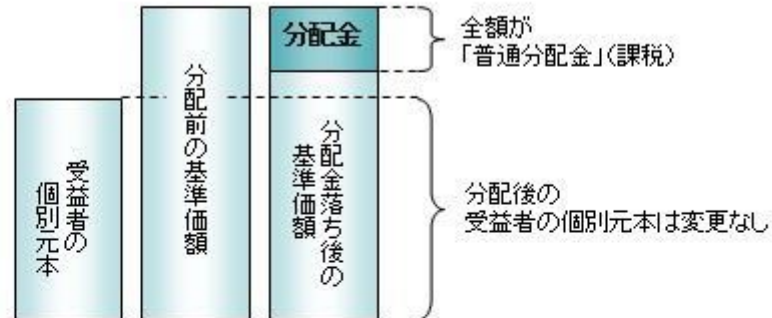 分配金
全額が
「普通分配金」(課税)
分配前の基準価額
受益者の
個別元本
分配金落ち後の
基準価額
分配後の
受益者の個別元本は変更なし